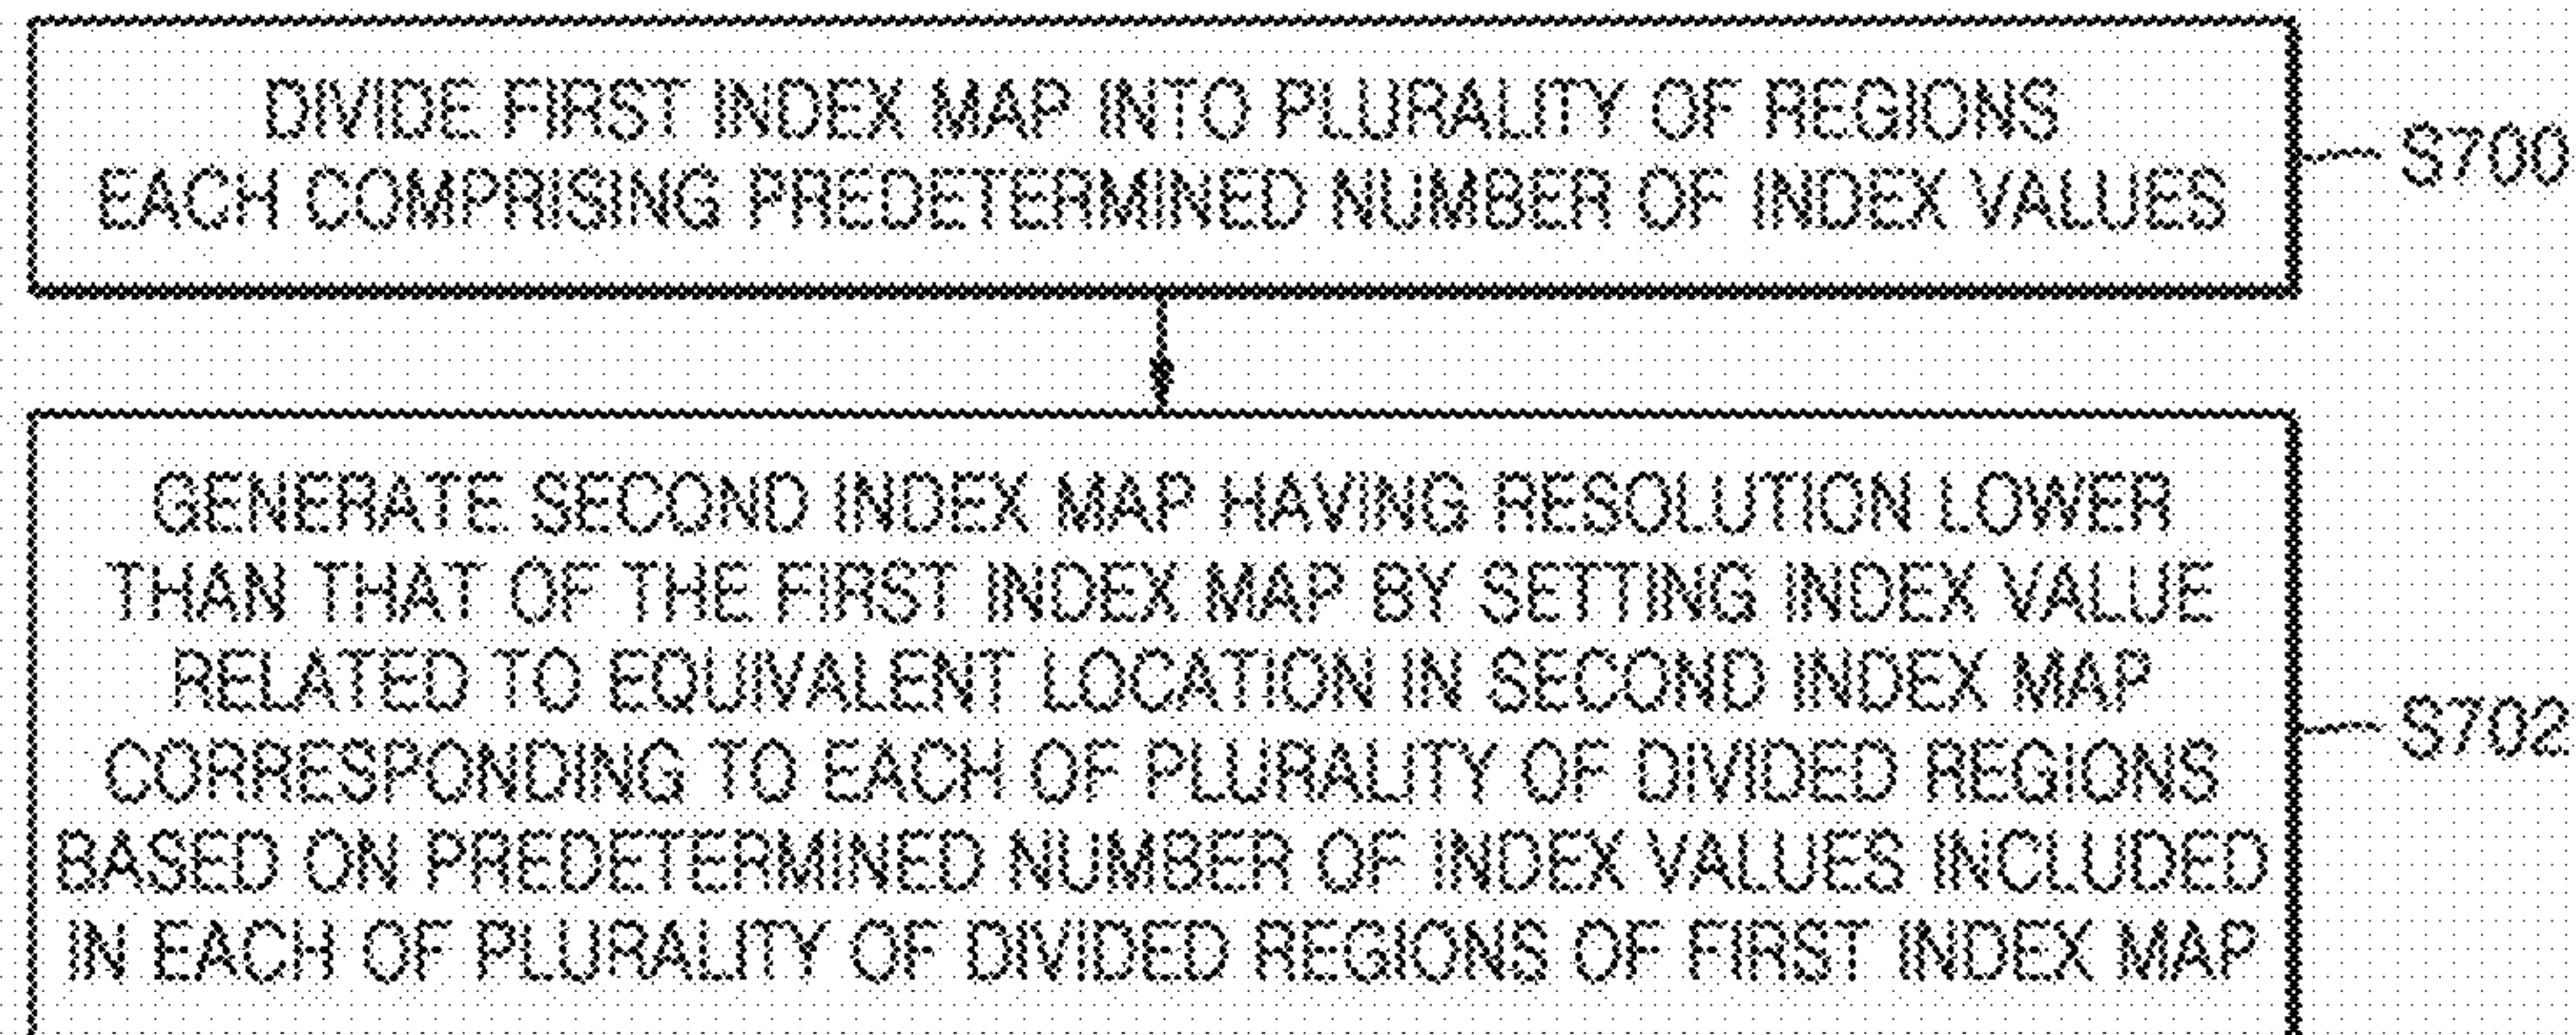 DIVIDE FIRST INDEX MAP INTO PLURALITY OF REGIONS
EACH COMPRISING PREDETERMINED NUMBER OF INDEX VALUES
S700
GENERATE SECOND INDEX MAP HAVING RESOLUTION LOWER
THAN THAT OF THE FIRST INDEX MAP BY SETTING INDEX VALUE
RELATED TO EQUIVALENT LOCATION IN SECOND INDEX MAP
CORRESPONDING TO EACH OF PLURALITY OF DIVIDED REGIONS
BASED ON PREDETERMINED NUMBER OF INDEX VALUES INCLUDED
IN EACH OF PLURALITY OF DIVIDED REGIONS OF FIRST INDEX MAP
S702